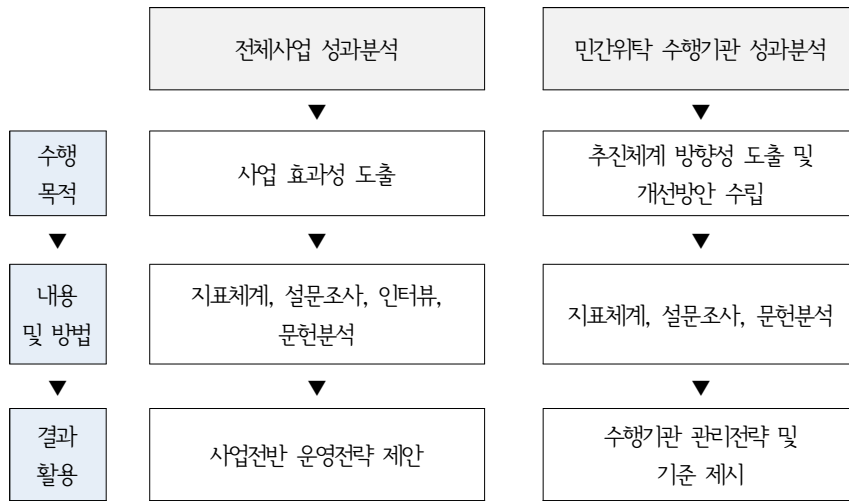 전체사업 성과분석
민간위탁 수행기관 성과분석
수행
목적
사업 효과성 도출
추진체계 방향성 도출 및
개선방안 수립
내용
및 방법
지표체계, 설문조사, 인터뷰,
문헌분석
지표체계, 설문조사, 문헌분석
결과
활용
사업전반 운영전략 제안
수행기관 관리전략 및
기준 제시